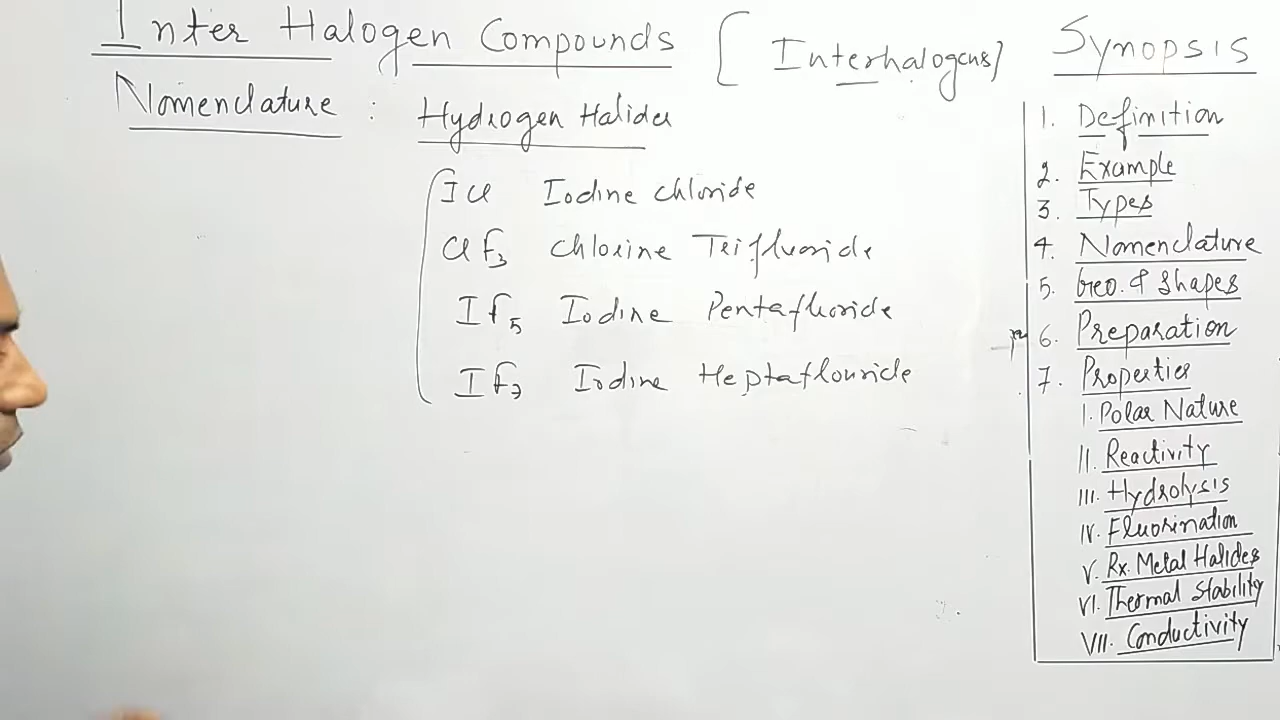 Inter Halogen Compounds [Interhalogens]
Nomenclature : Hydrogen Halides
ICl Iodine chloride
ClF3 Chlorine Trifluoride
IF5 Iodine Pentafluoride
IF7 Iodine Heptaflouride
Synopsis
1. Definition
2. Example
3. Types
4. Nomenclature
5. Geo. & Shapes
6. Preparation
7. Properties
I. Polar Nature
II. Reactivity
III. Hydrolysis
IV. Fluorination
V. Rx. Metal Halides
VI. Thermal Stability
VII. Conductivity